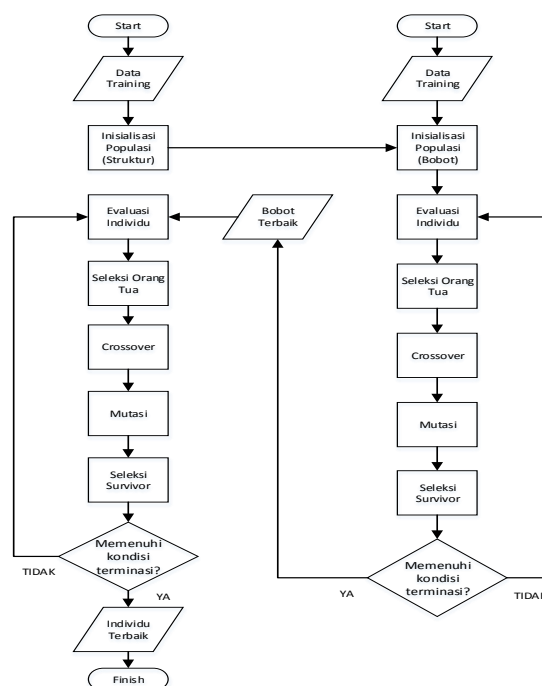 Start
Data
Training
Inisialisasi
Populasi
(Struktur)
Evaluasi
Individu
Seleksi Orang
Tua
Crossover
Mutasi
Seleksi
Survivor
Memenuhi
kondisi
terminasi?
TIDAK
YA
Individu
Terbaik
Finish
Start
Data
Training
Inisialisasi
Populasi
(Bobot)
Bobot
Terbaik
Evaluasi
Individu
Seleksi Orang
Tua
Crossover
Mutasi
Seleksi
Survivor
Memenuhi
kondisi
terminasi?
YA
TIDAK